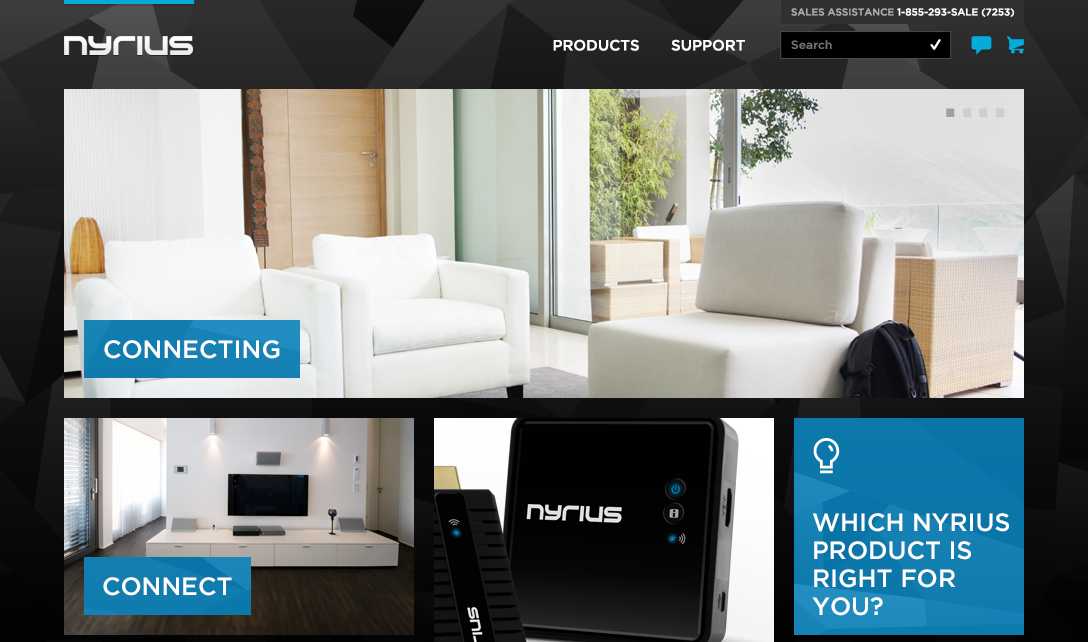 SALES ASSISTANCE 1-855-293-SALE (7253)
nyrius
PRODUCTS
SUPPORT
Search
CONNECTING
CONNECT
nyrius
WHICH NYRIUS
PRODUCT IS
RIGHT FOR
YOU?